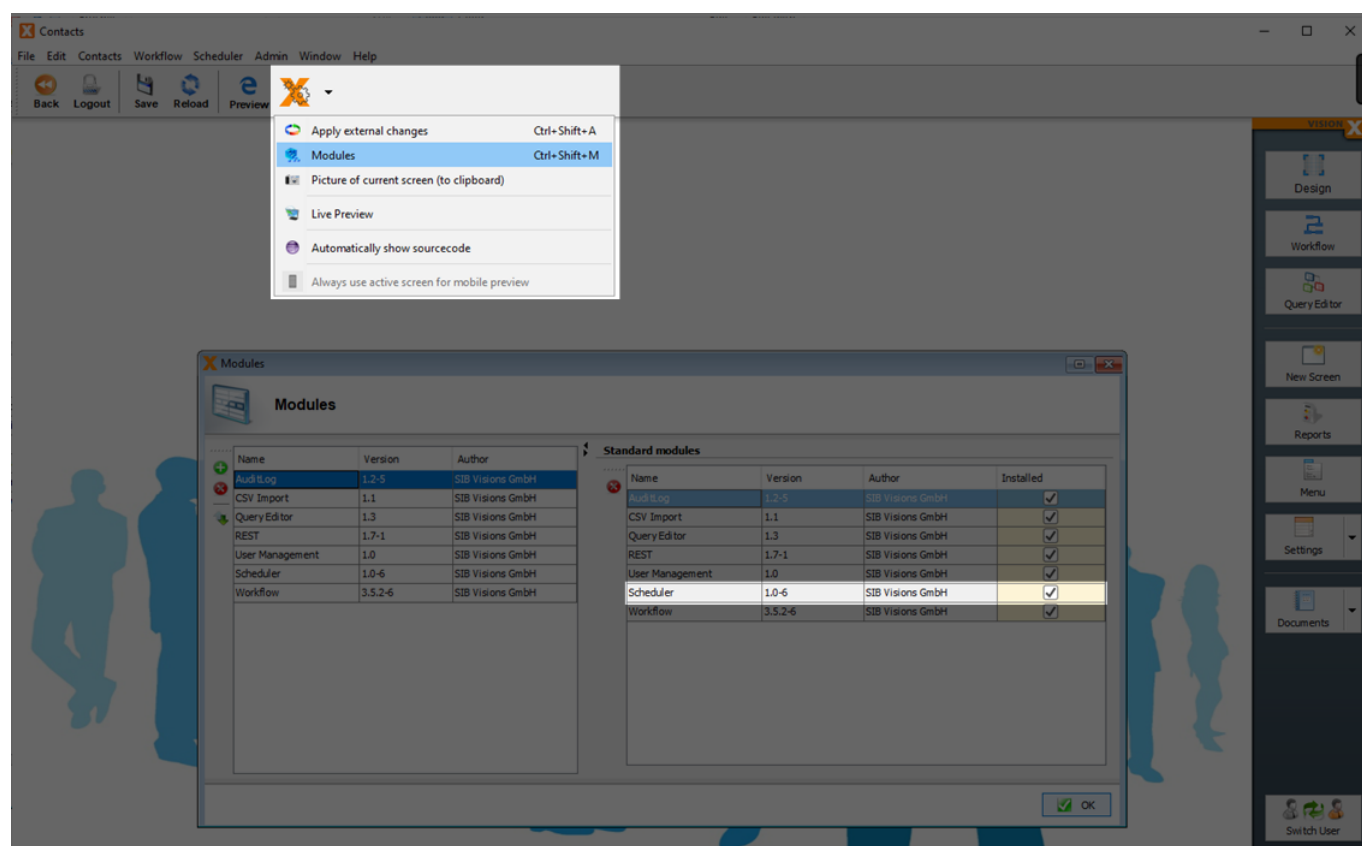 Contacts
File Edit Contacts Workflow Scheduler Admin Window Help
Back Logout Save Reload Preview
Apply external changes Ctrl+Shift+A
Modules Ctrl+Shift+M
Picture of current screen (to clipboard)
Live Preview
Automatically show sourcecode
Always use active screen for mobile preview
VISION
Design
Workflow
Query Editor
New Screen
Reports
Menu
Settings
Documents
Switch User
Modules
Modules
Name Version Author
AuditLog 1.2-5 SIB Visions GmbH
CSV Import 1.1 SIB Visions GmbH
Query Editor 1.3 SIB Visions GmbH
REST 1.7-1 SIB Visions GmbH
User Management 1.0 SIB Visions GmbH
Scheduler 1.0-6 SIB Visions GmbH
Workflow 3.5.2-6 SIB Visions GmbH
Standard modules
Name Version Author Installed
AuditLog 1.2-5 SIB Visions GmbH
CSV Import 1.1 SIB Visions GmbH
Query Editor 1.3 SIB Visions GmbH
REST 1.7-1 SIB Visions GmbH
User Management 1.0 SIB Visions GmbH
Scheduler 1.0-6 SIB Visions GmbH
Workflow 3.5.2-6 SIB Visions GmbH
OK